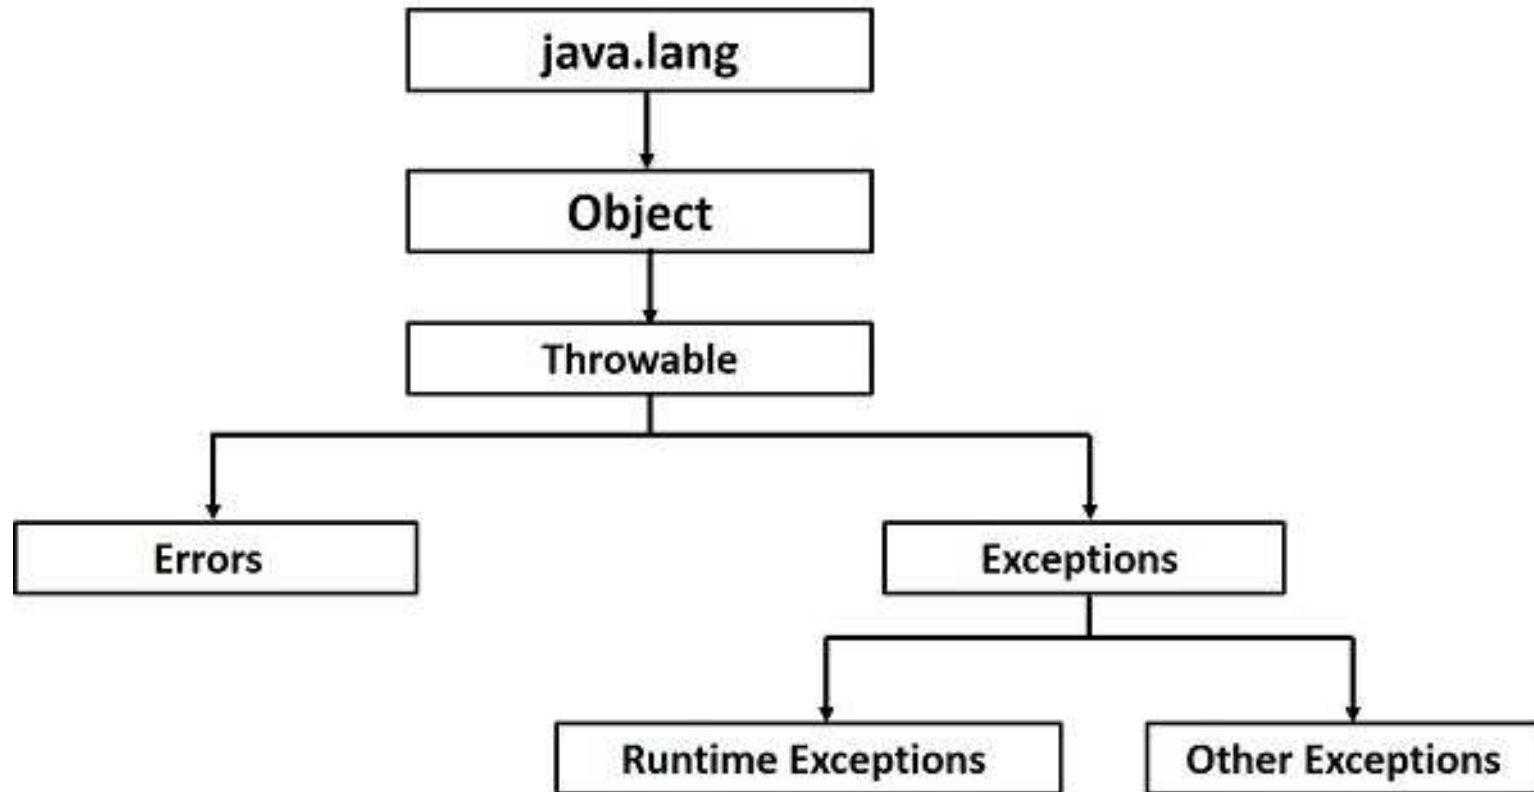 java.lang
Object
Throwable
Errors
Exceptions
Runtime Exceptions
Other Exceptions